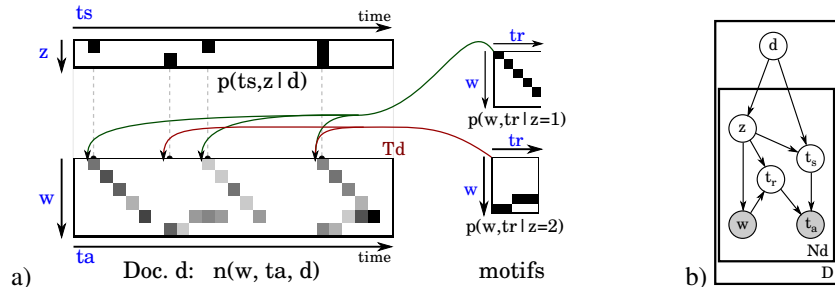 ts
time
z
p(ts,z | d)
tr
w
p(w,tr | z=1)
tr
Td
w
w
p(w,tr | z=2)
time
ta
a)
Doc. d: n(w, ta, d)
motifs
d
z
ts
tr
w
ta
Nd
b)
D